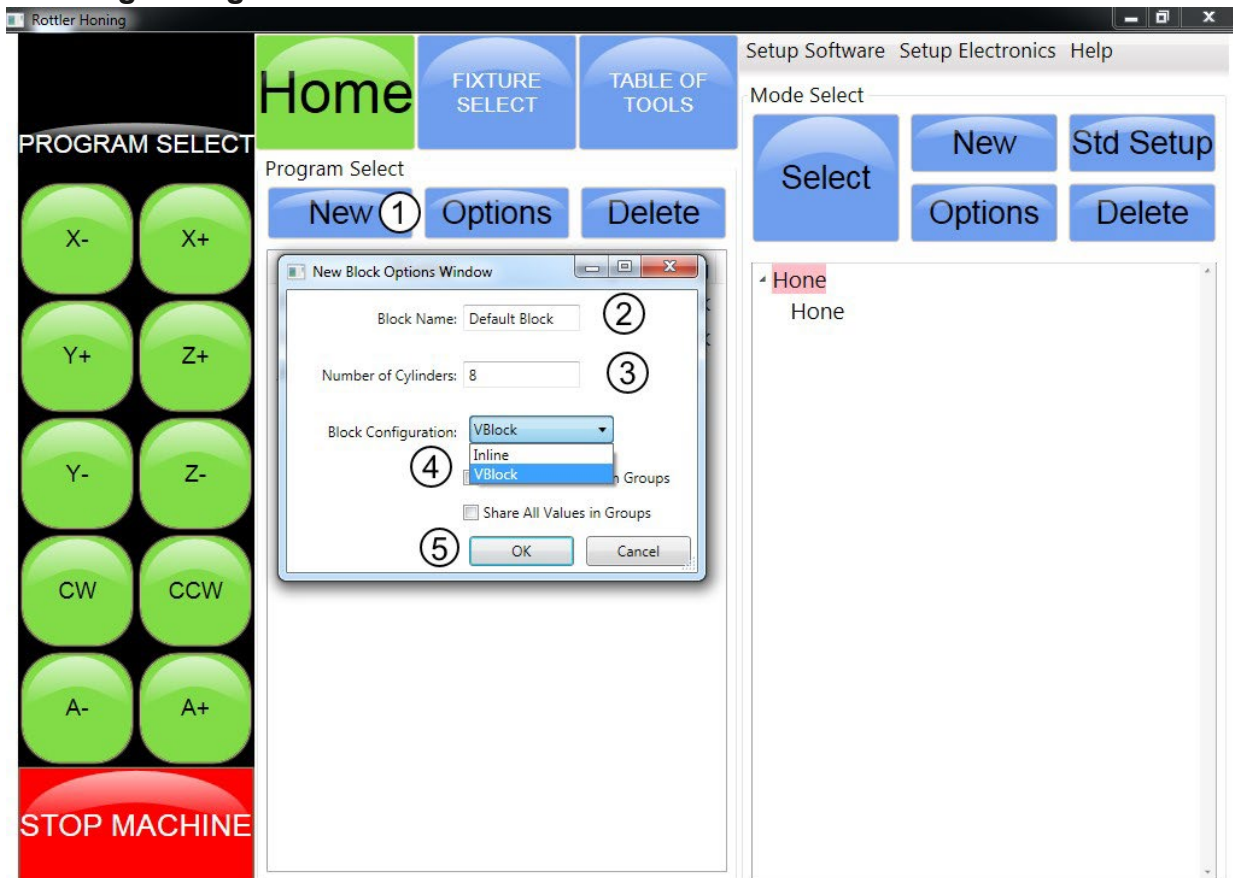 Rottler Honing
PROGRAM SELECT
X-
X+
Y+
Z+
Y-
Z-
CW
CCW
A-
A+
STOP MACHINE
Home
FIXTURE
SELECT
TABLE OF
TOOLS
Program Select
New 1
Options
Delete
New Block Options Window
Block Name: Default Block 2
Number of Cylinders: 8 3
Block Configuration: VBlock
Inline
4 VBlock
Groups
Share All Values in Groups
5 OK Cancel
Setup Software Setup Electronics Help
Mode Select
Select
New
Std Setup
Options
Delete
Hone
Hone